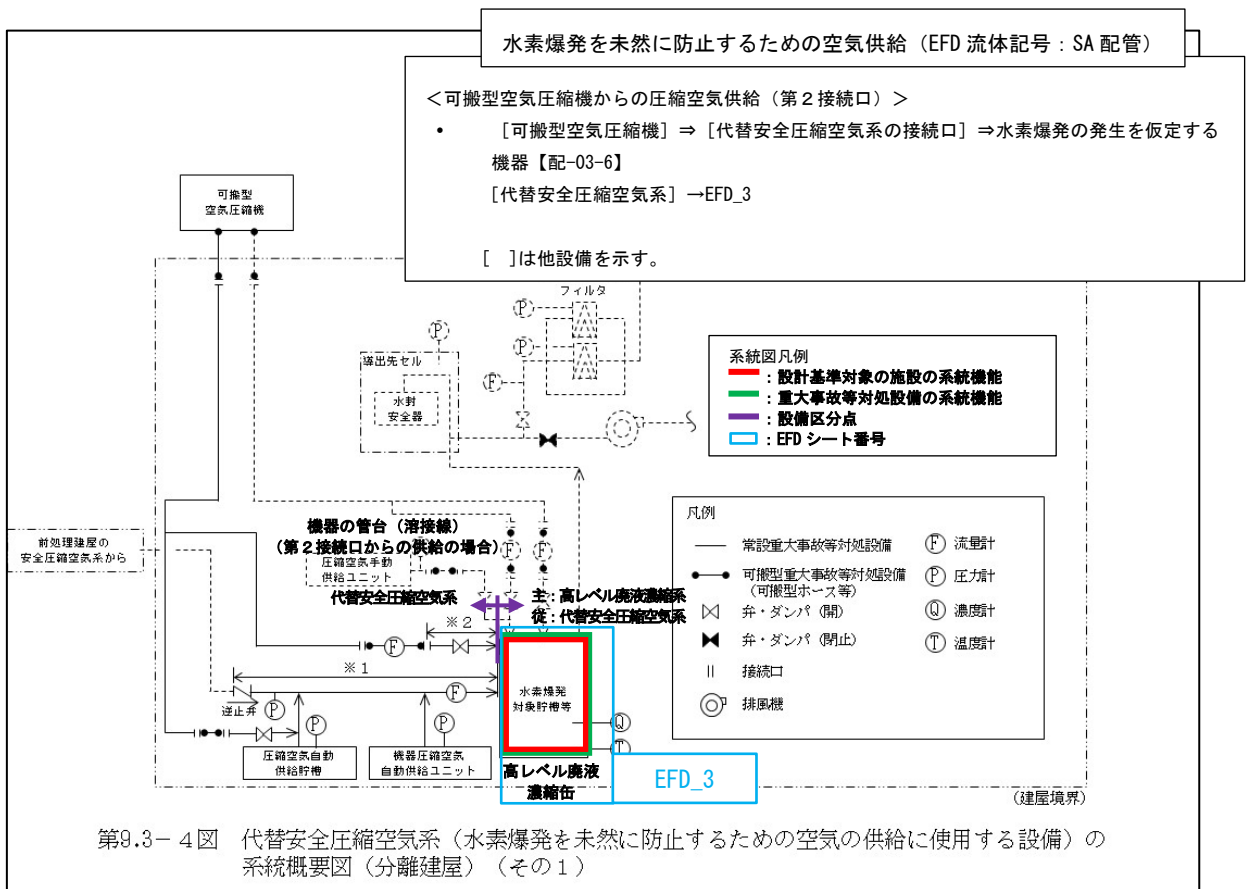 水素爆発を未然に防止するための空気供給（EFD 流体記号：SA 配管）
＜可搬型空気圧縮機からの圧縮空気供給（第２接続口）＞
• [可搬型空気圧縮機] ⇒ [代替安全圧縮空気系の接続口] ⇒水素爆発の発生を仮定する
機器【配-03-6】
[代替安全圧縮空気系] →EFD_3
[ ]は他設備を示す。
可搬型
空気圧縮機
フィルタ
P
P
P
F
導出先セル
水封
安全器
系統図凡例
：設計基準対象の施設の系統機能
：重大事故等対処設備の系統機能
：設備区分点
：EFD シート番号
凡例
常設重大事故等対処設備
可搬型重大事故等対処設備
（可搬型ホース等）
弁・ダンパ（開）
弁・ダンパ（閉止）
接続口
排風機
F 流量計
P 圧力計
Q 濃度計
T 温度計
前処理建屋の
安全圧縮空気系から
機器の管台（溶接線）
（第２接続口からの供給の場合）
圧縮空気手動
供給ユニット
代替安全圧縮空気系
F
F
主：高レベル廃液濃縮系
従：代替安全圧縮空気系
※２
F
※１
逆止弁
P
F
P
P
水素爆発
対象貯槽等
Q
T
圧縮空気自動
供給貯槽
機器圧縮空気
自動供給ユニット
高レベル廃液
濃縮缶
EFD_3
（建屋境界）
第9.3－４図 代替安全圧縮空気系（水素爆発を未然に防止するための空気の供給に使用する設備）の
系統概要図（分離建屋）（その１）